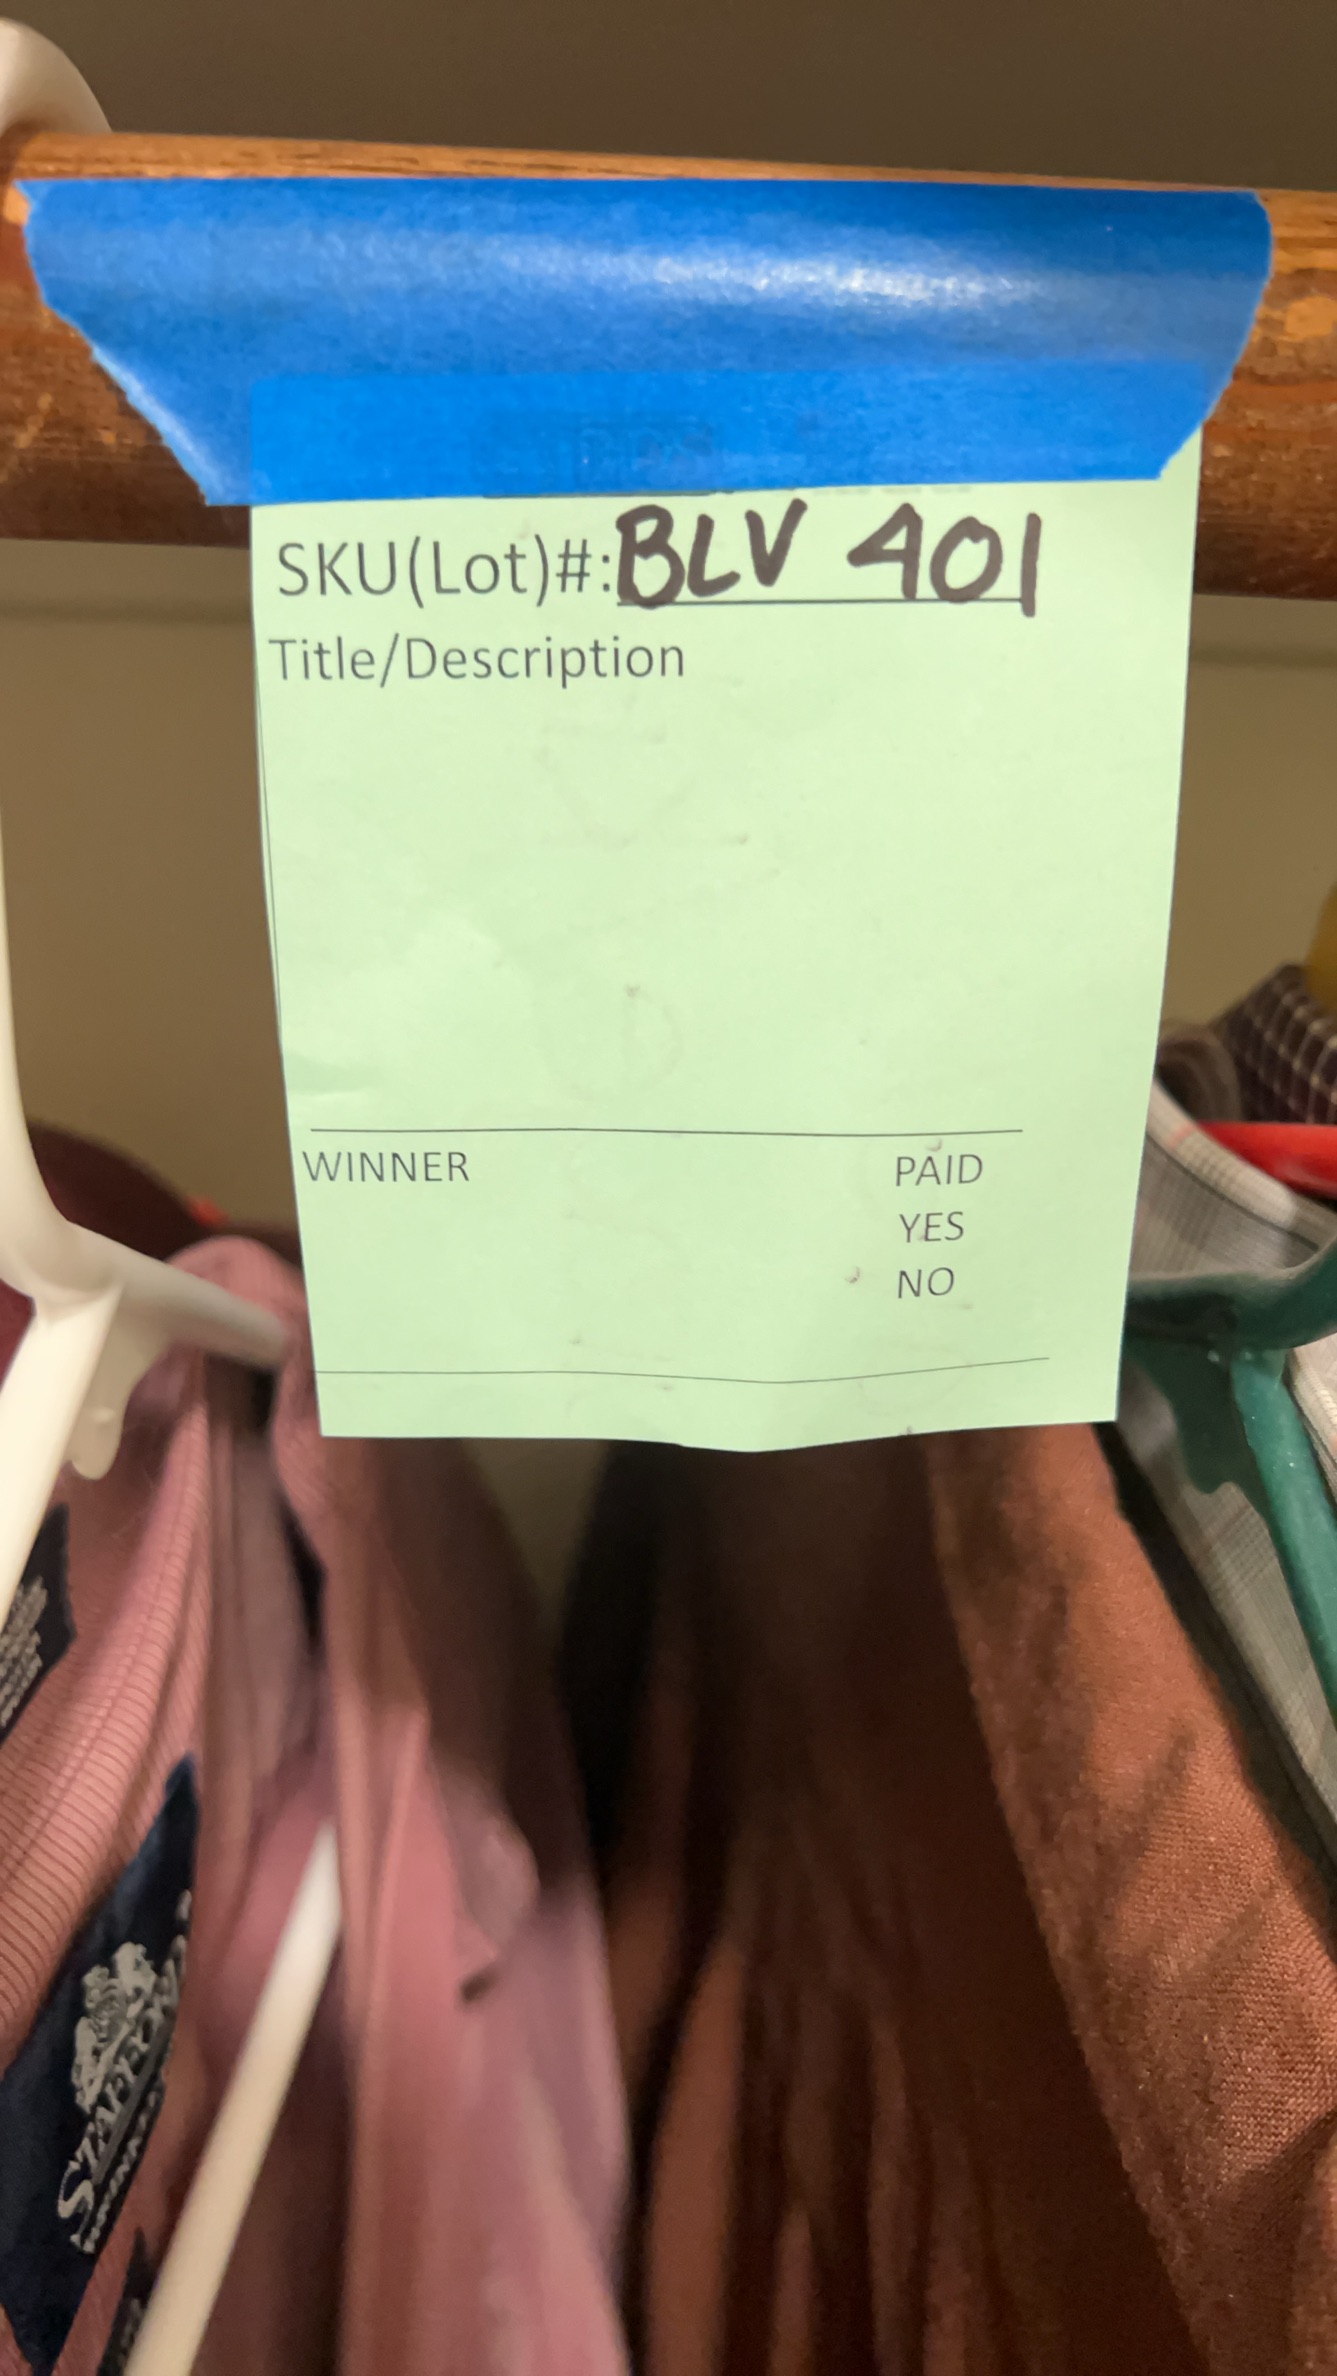 SKU(Lot)#: BLV 401
Title/Description
WINNER
PAID
YES
NO